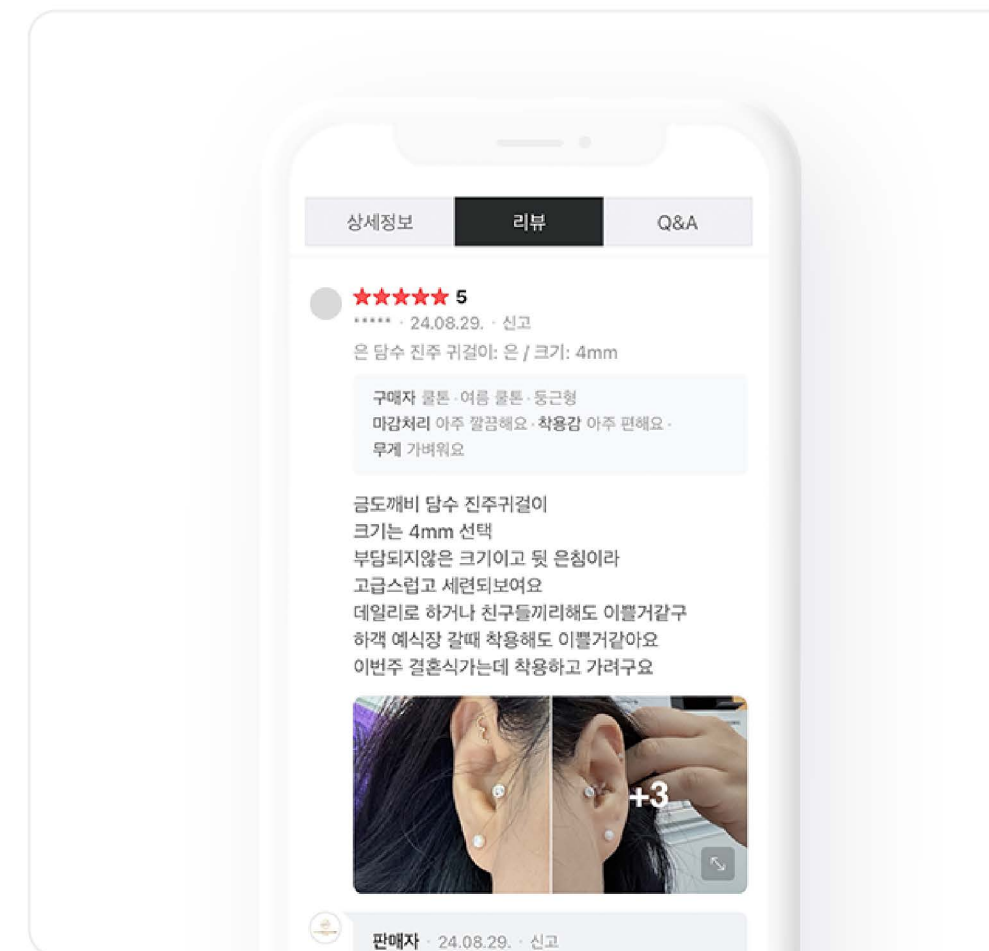 상세정보 리뷰 Q&A
★★★★★ 5
***** · 24.08.29. · 신고
은 담수 진주 귀걸이: 은 / 크기: 4mm
구매자 쿨톤 · 여름 쿨톤 · 둥근형
마감처리 아주 깔끔해요 · 착용감 아주 편해요 ·
무게 가벼워요
금도깨비 담수 진주귀걸이
크기는 4mm 선택
부담되지않은 크기이고 뒷 은침이라
고급스럽고 세련되보여요
데일리로 하거나 친구들끼리해도 이쁠거같구
하객 예식장 갈때 착용해도 이쁠거같아요
이번주 결혼식가는데 착용하고 가려구요
+3
판매자 · 24.08.29. · 신고